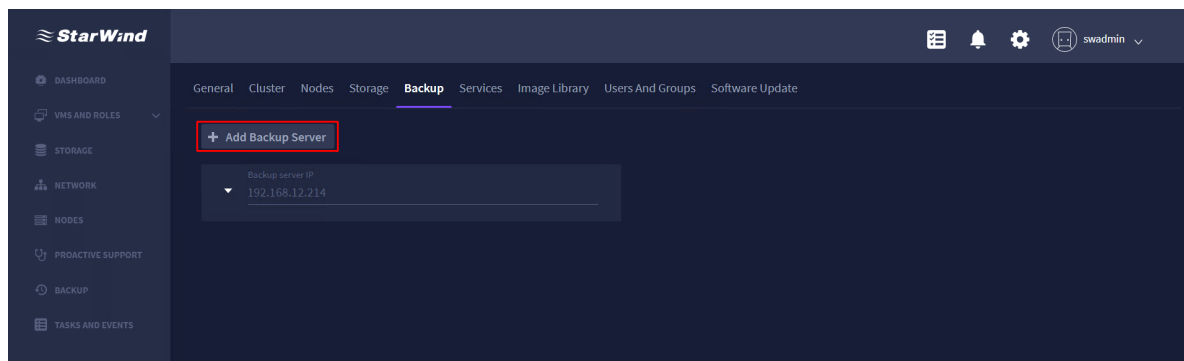 StarWind
swadmin
DASHBOARD
VMS AND ROLES
STORAGE
NETWORK
NODES
PROACTIVE SUPPORT
BACKUP
TASKS AND EVENTS
General Cluster Nodes Storage Backup Services Image Library Users And Groups Software Update
+ Add Backup Server
Backup server IP
192.168.12.214